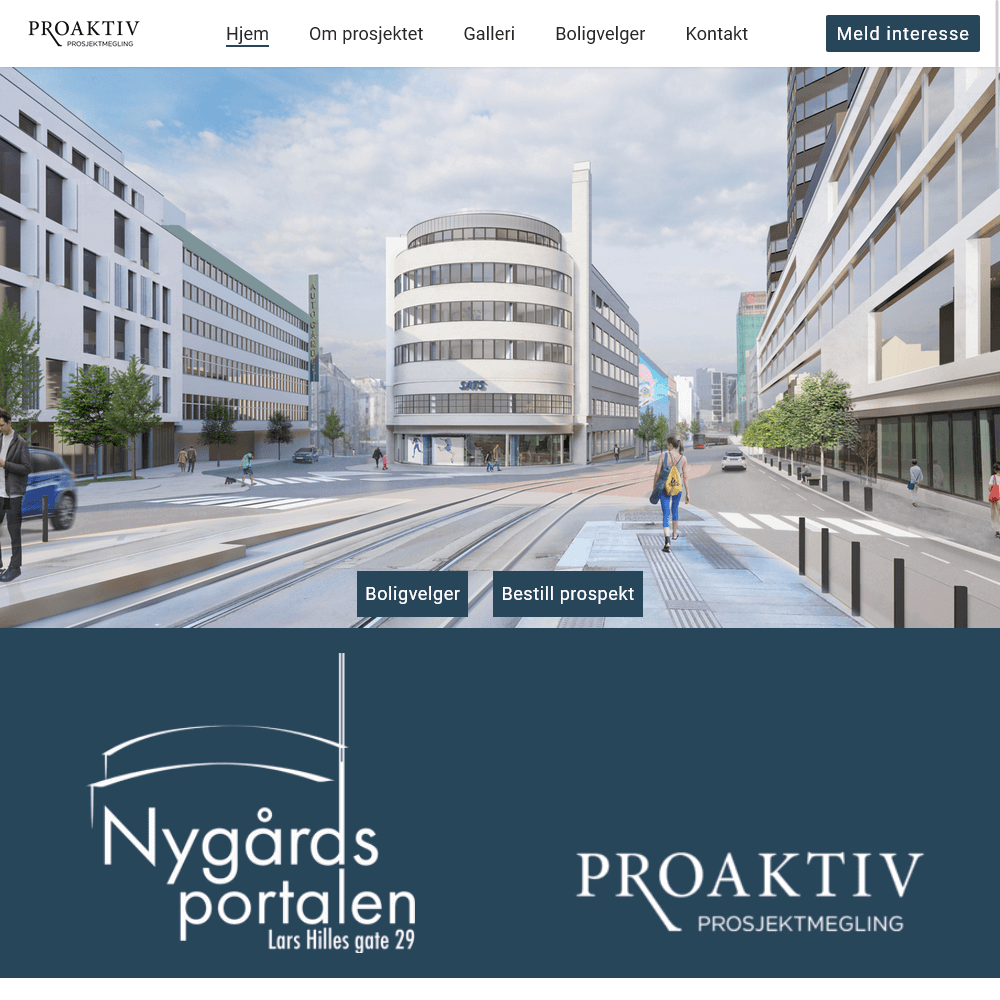 PROAKTIV
PROSJEKTMEGLING
Hjem
Om prosjektet
Galleri
Boligvelger
Kontakt
Meld interesse
SATS
Boligvelger
Bestill prospekt
Nygårds
portalen
Lars Hilles gate 29
PROAKTIV
PROSJEKTMEGLING